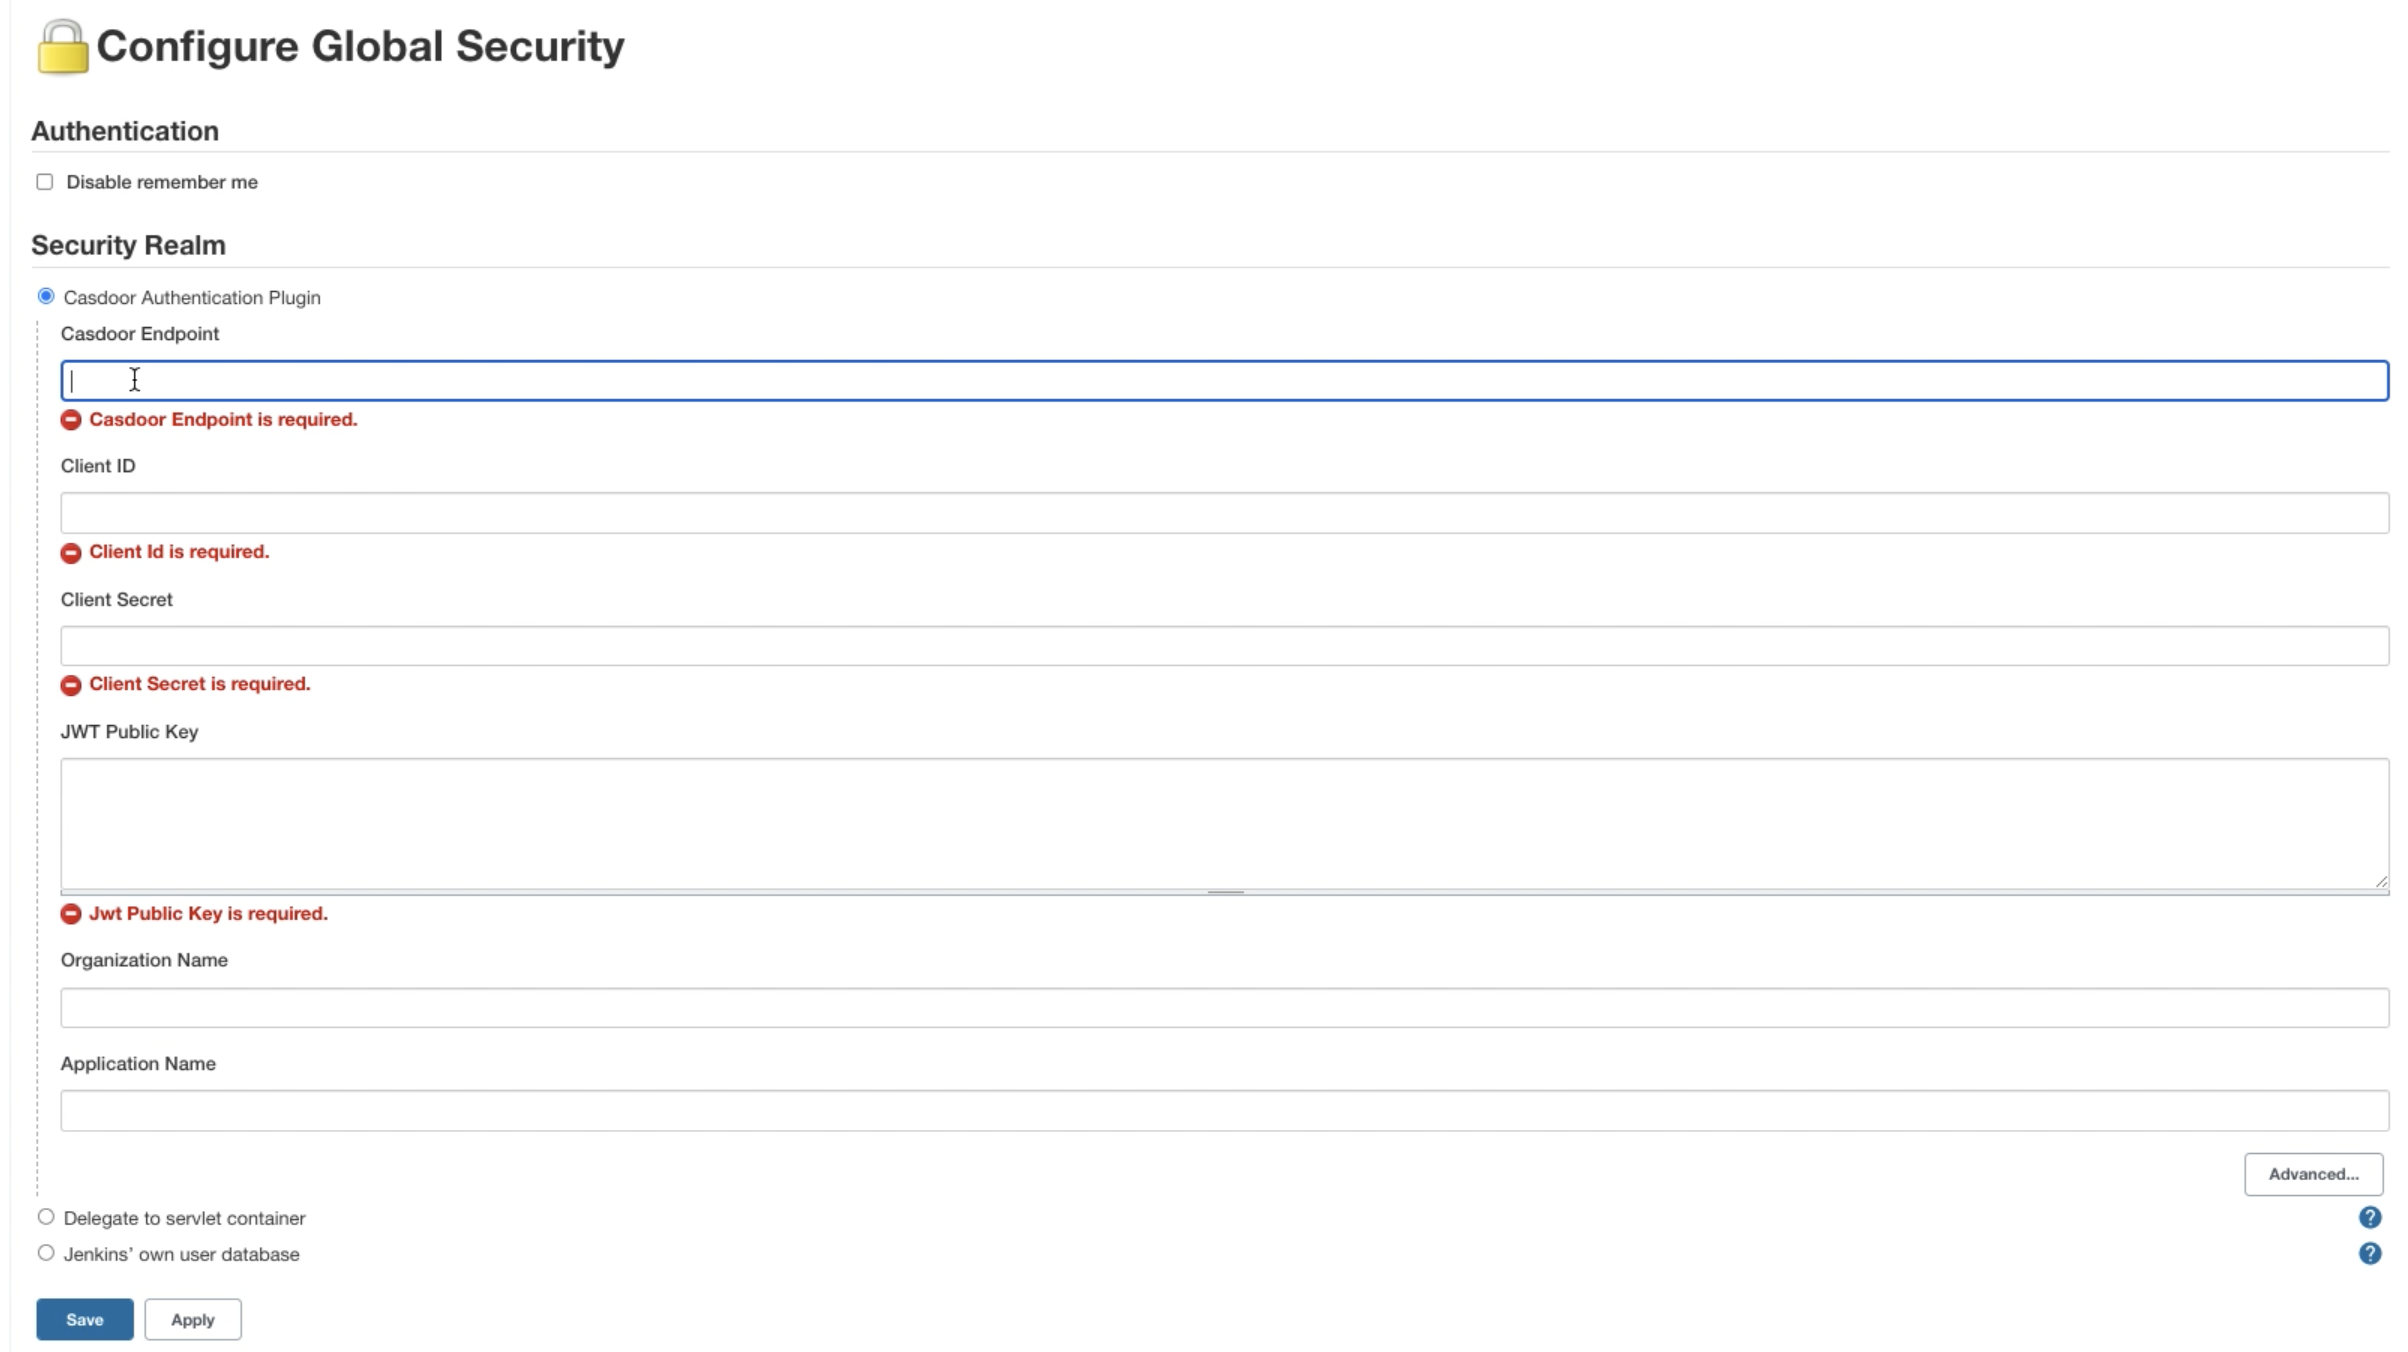 Configure Global Security
Authentication
Disable remember me
Security Realm
Casdoor Authentication Plugin
Casdoor Endpoint
Casdoor Endpoint is required.
Client ID
Client Id is required.
Client Secret
Client Secret is required.
JWT Public Key
Jwt Public Key is required.
Organization Name
Application Name
Advanced...
Delegate to servlet container ?
Jenkins’ own user database ?
Save Apply